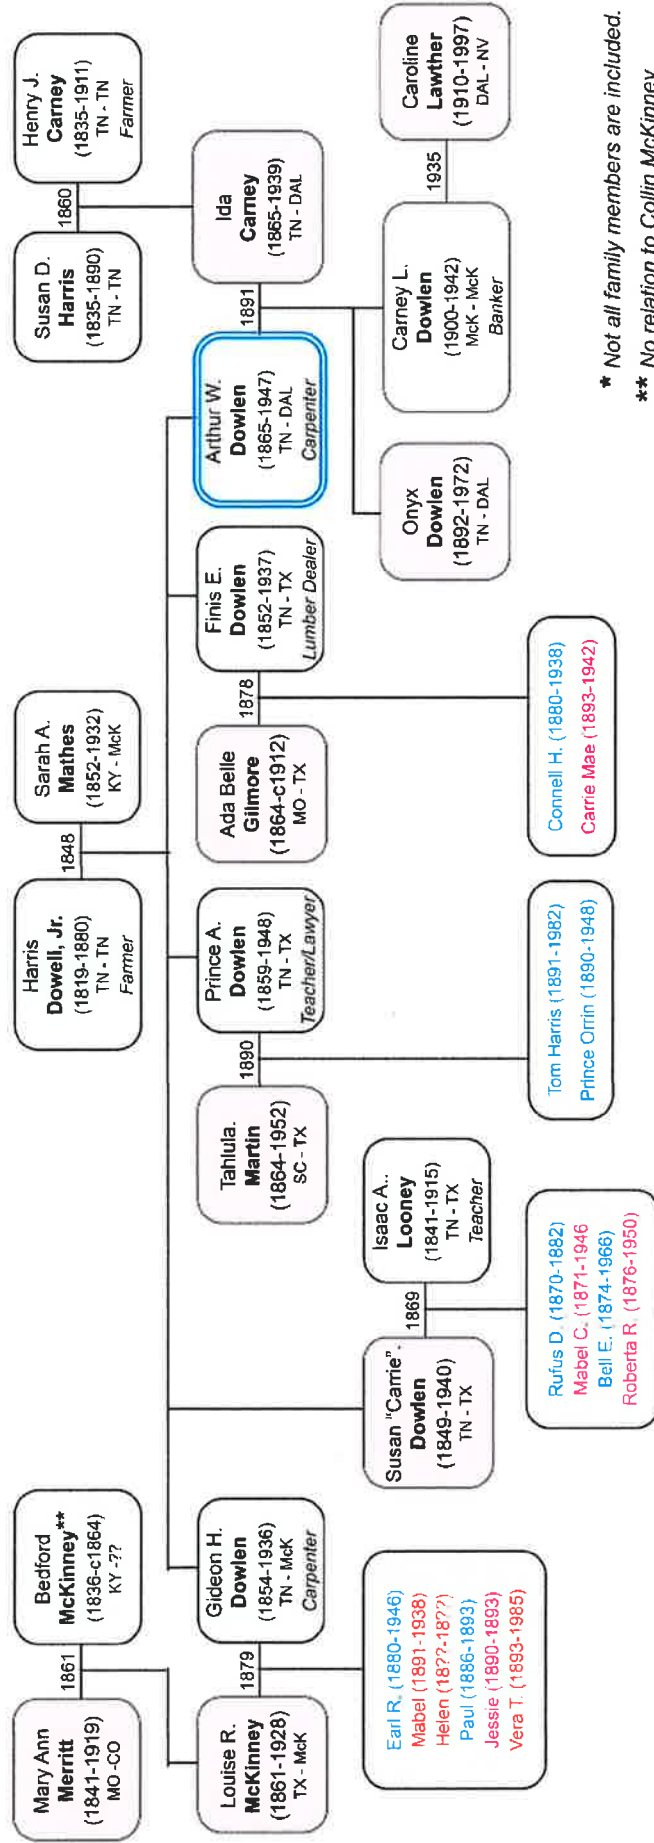 Mary Ann
Merritt
(1841-1919)
MO -CO
1861
Bedford
McKinney**
(1836-c1864)
KY -??
Harris
Dowell, Jr.
(1819-1880)
TN - TN
Farmer
1848
Sarah A.
Mathes
(1852-1932)
KY - McK
Susan D.
Harris
(1835-1890)
TN - TN
1860
Henry J.
Carney
(1835-1911)
TN - TN
Farmer
Louise R.
McKinney
(1861-1928)
TX - McK
1879
Gideon H.
Dowlen
(1854-1936)
TN - McK
Carpenter
Tahlula.
Martin
(1864-1952)
SC - TX
1890
Prince A.
Dowlen
(1859-1948)
TN - TX
Teacher/Lawyer
Ada Belle
Gilmore
(1864-c1912)
MO - TX
1878
Finis E.
Dowlen
(1852-1937)
TN - TX
Lumber Dealer
Arthur W.
Dowlen
(1865-1947)
TN - DAL
Carpenter
1891
Ida
Carney
(1865-1939)
TN - DAL
Susan "Carrie".
Dowlen
(1849-1940)
TN - TX
1869
Isaac A..
Looney
(1841-1915)
TN - TX
Teacher
Onyx
Dowlen
(1892-1972)
TN - DAL
Carney L.
Dowlen
(1900-1942)
McK - McK
Banker
1935
Caroline
Lawther
(1910-1997)
DAL - NV
Earl R. (1880-1946)
Mabel (1891-1938)
Helen (18??-18??)
Paul (1886-1893)
Jessie (1890-1893)
Vera T. (1893-1985)
Rufus D. (1870-1882)
Mabel C. (1871-1946
Bell E. (1874-1966)
Roberta R. (1876-1950)
Tom Harris (1891-1982)
Prince Orrin (1890-1948)
Connell H. (1880-1938)
Carrie Mae (1893-1942)
* Not all family members are included.
** No relation to Collin McKinney